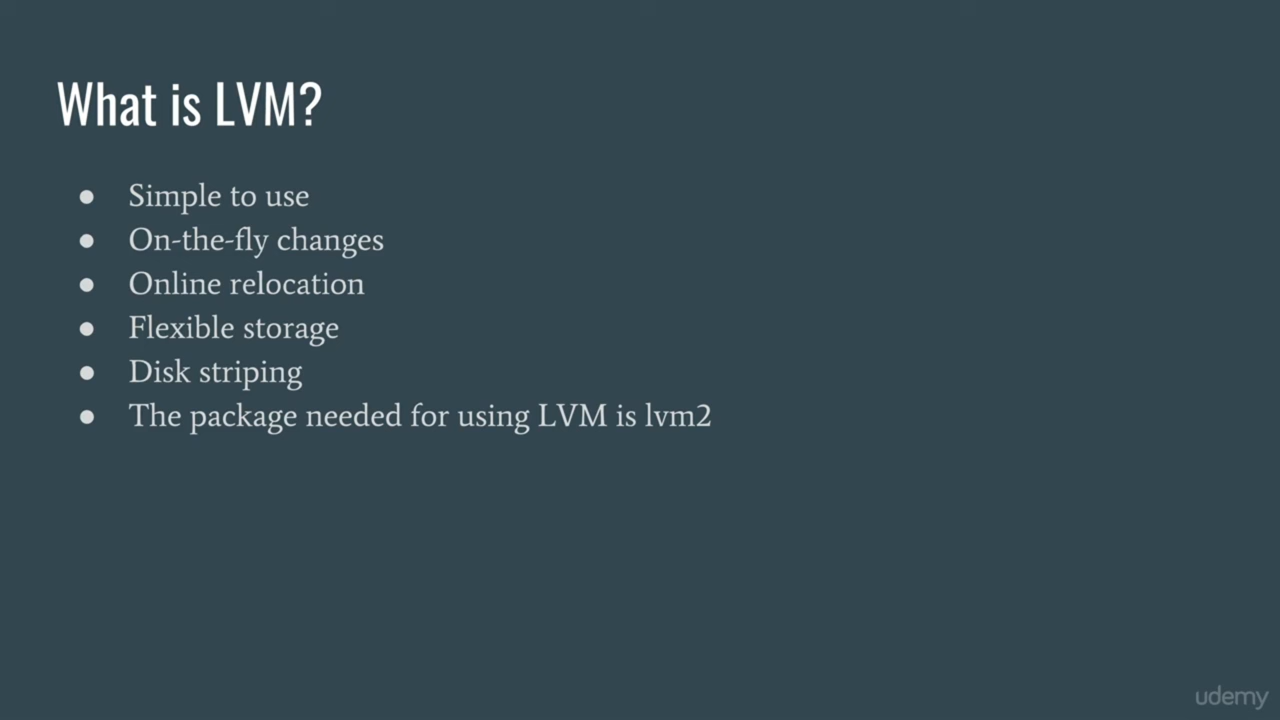 What is LVM?
● Simple to use
● On-the-fly changes
● Online relocation
● Flexible storage
● Disk striping
● The package needed for using LVM is lvm2
udemy